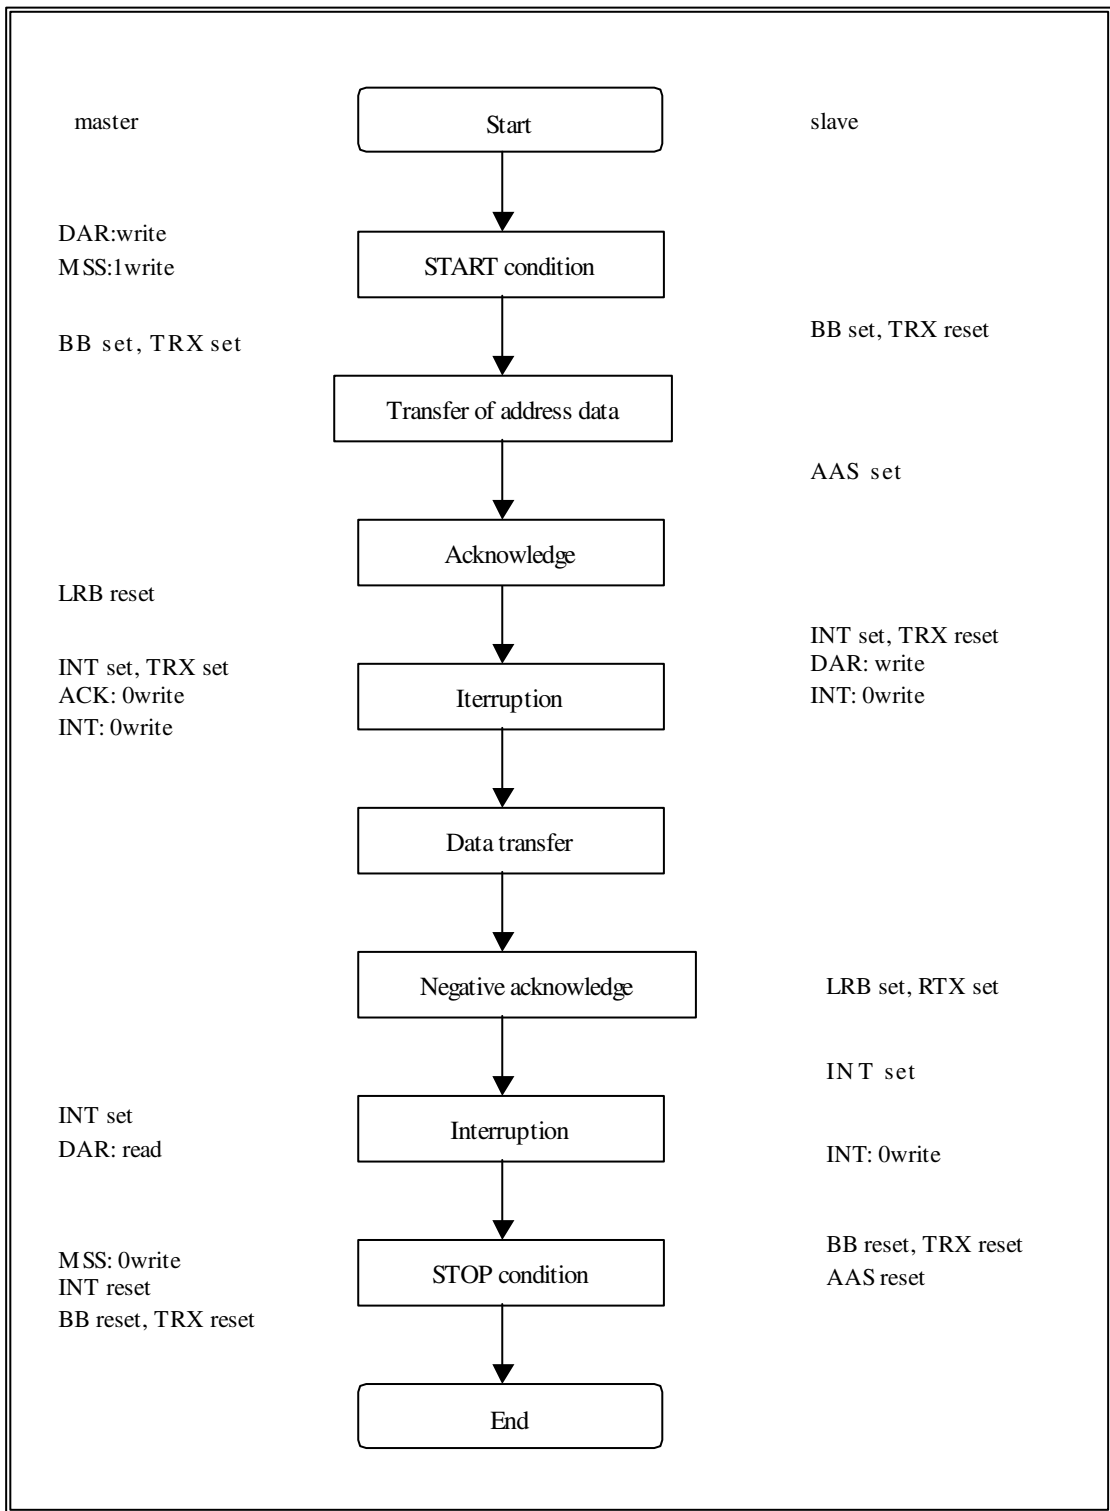 master
Start
slave
DAR:write
MSS:1write
START condition
BB set, TRX set
BB set, TRX reset
Transfer of address data
AAS set
Acknowledge
LRB reset
INT set, TRX reset
DAR: write
INT: 0write
INT set, TRX set
ACK: 0write
INT: 0write
Iterruption
Data transfer
Negative acknowledge
LRB set, RTX set
INT set
INT set
DAR: read
Interruption
INT: 0write
BB reset, TRX reset
AAS reset
MSS: 0write
INT reset
BB reset, TRX reset
STOP condition
End